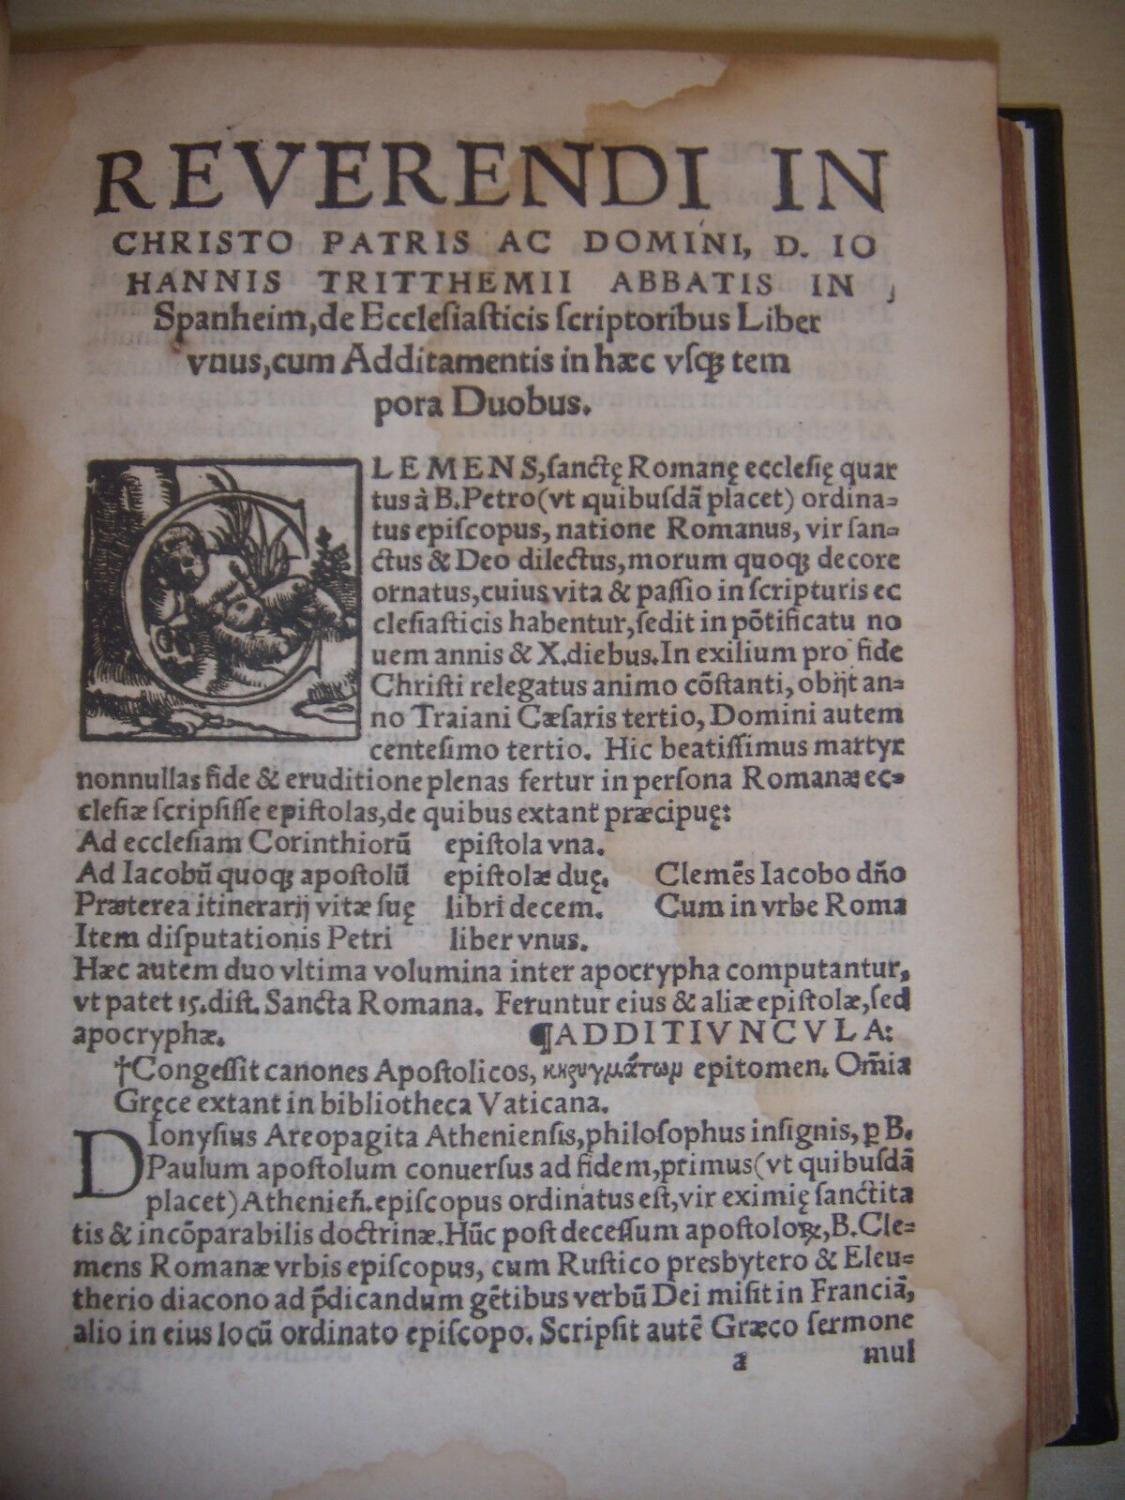 REVERENDI IN
CHRISTO PATRIS AC DOMINI, D. IO
HANNIS TRITTHEMII ABBATIS IN
Spanheim, de Eccleſiaſticis ſcriptoribus Liber
vnus, cum Additamentis in hæc vſqꝫ tem
pora Duobus.
CLEMENS, ſanctę Romanę eccleſię quar
tus à B. Petro (vt quibuſdã placet) ordina=
tus epiſcopus, natione Romanus, vir ſan=
ctus & Deo dilectus, morum quoqꝫ decore
ornatus, cuius vita & paſſio in ſcripturis ec
cleſiaſticis habentur, ſedit in põtificatu no
uem annis & X. diebus. In exilium pro fide
Chriſti relegatus animo cõſtanti, obijt an=
no Traiani Cæſaris tertio, Domini autem
centeſimo tertio. Hic beatiſſimus martyr
nonnullas fide & eruditione plenas fertur in perſona Romanæ ec=
cleſiæ ſcripſiſſe epiſtolas, de quibus extant præcipuę:
Ad eccleſiam Corinthiorũ epiſtola vna.
Ad Iacobũ quoqꝫ apoſtolũ epiſtolæ duę. Clemẽs Iacobo dño
Præterea itinerarij vitæ ſuę libri decem. Cum in vrbe Roma
Item diſputationis Petri liber vnus.
Hæc autem duo vltima volumina inter apocrypha computantur,
vt patet 15. diſt. Sancta Romana. Feruntur eius & aliæ epiſtolæ, ſed
apocryphæ. ¶ADDITIVNCVLA:
†Congeſſit canones Apoſtolicos, κηρυγμάτωμ epitomen. Om̃ia
Gręce extant in bibliotheca Vaticana.
DIonyſius Areopagita Athenienſis, philoſophus inſignis, ꝑ B.
Paulum apoſtolum conuerſus ad fidem, primus (vt quibuſdã
placet) Athenieñ. epiſcopus ordinatus eſt, vir eximię ſanctita
tis & incõparabilis doctrinæ. Hũc poſt deceſſum apoſtoloꝝ, B. Cle=
mens Romanæ vrbis epiſcopus, cum Ruſtico presbytero & Eleu=
therio diacono ad p̃dicandum gẽtibus verbũ Dei miſit in Franciã,
alio in eius locũ ordinato epiſcopo. Scripſit autẽ Græco ſermone
a mul